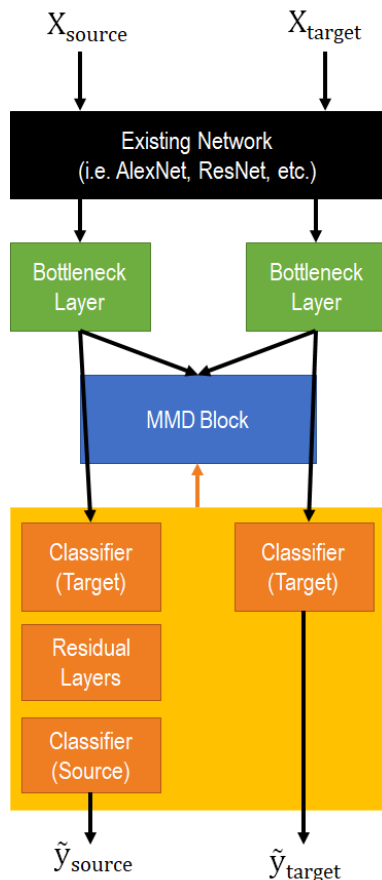 Xsource Xtarget
Existing Network
(i.e. AlexNet, ResNet, etc.)
Bottleneck Layer
Bottleneck Layer
MMD Block
Classifier
(Target)
Classifier
(Target)
Residual
Layers
Classifier
(Source)
ỹsource ỹtarget